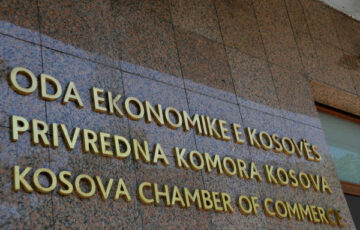 ODA EKONOMIKE E KOSOVËS
PRIVREDNA KOMORA KOSOVA
KOSOVA CHAMBER OF COMMERCE